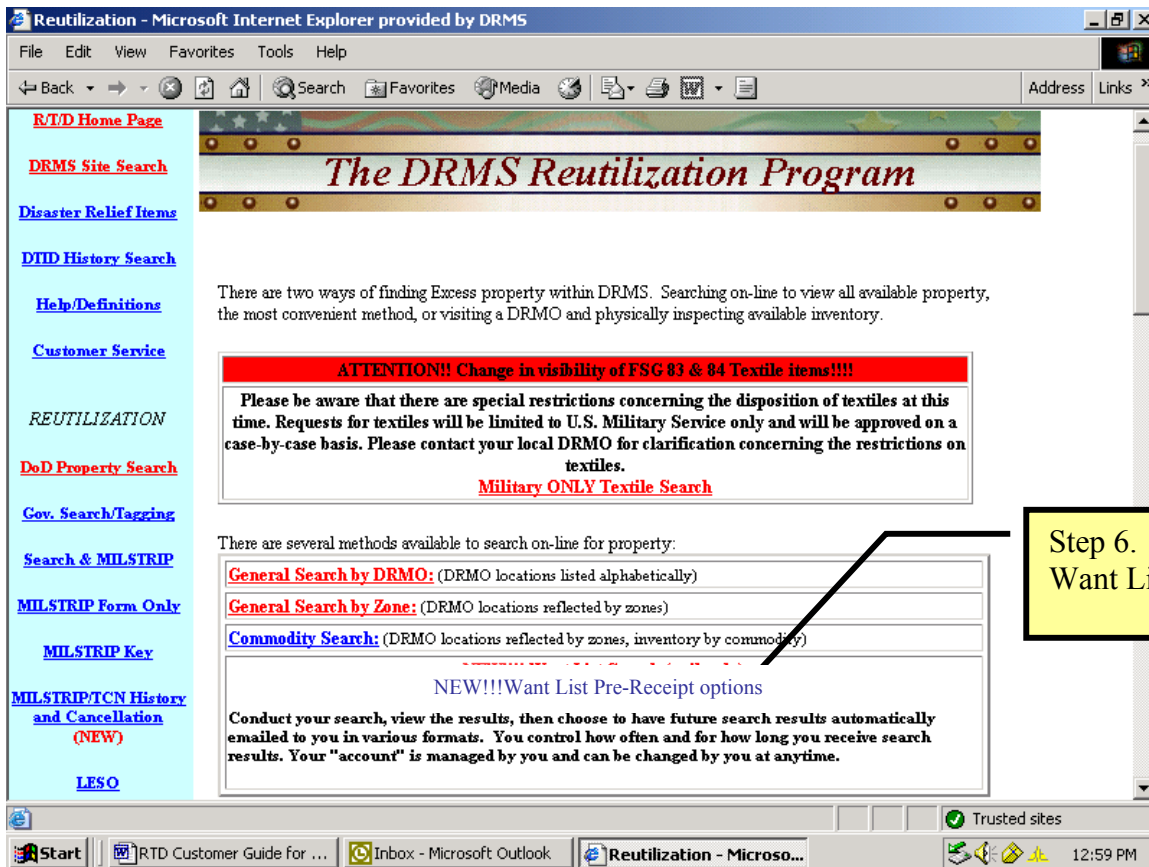 Reutilization - Microsoft Internet Explorer provided by DRMS
File Edit View Favorites Tools Help
Back Search Favorites Media Address Links »
R/T/D Home Page
DRMS Site Search
Disaster Relief Items
DTID History Search
Help/Definitions
Customer Service
REUTILIZATION
DoD Property Search
Gov. Search/Tagging
Search & MILSTRIP
MILSTRIP Form Only
MILSTRIP Key
MILSTRIP/TCN History
and Cancellation
(NEW)
LESO
The DRMS Reutilization Program
There are two ways of finding Excess property within DRMS. Searching on-line to view all available property,
the most convenient method, or visiting a DRMO and physically inspecting available inventory.
ATTENTION!! Change in visibility of FSG 83 & 84 Textile items!!!!
Please be aware that there are special restrictions concerning the disposition of textiles at this
time. Requests for textiles will be limited to U.S. Military Service only and will be approved on a
case-by-case basis. Please contact your local DRMO for clarification concerning the restrictions on
textiles.
Military ONLY Textile Search
There are several methods available to search on-line for property:
General Search by DRMO: (DRMO locations listed alphabetically)
General Search by Zone: (DRMO locations reflected by zones)
Commodity Search: (DRMO locations reflected by zones, inventory by commodity)
NEW!!!Want List Pre-Receipt options
Conduct your search, view the results, then choose to have future search results automatically
emailed to you in various formats. You control how often and for how long you receive search
results. Your "account" is managed by you and can be changed by you at anytime.
Step 6.
Want Li
Trusted sites
Start RTD Customer Guide for ... Inbox - Microsoft Outlook Reutilization - Microso... 12:59 PM